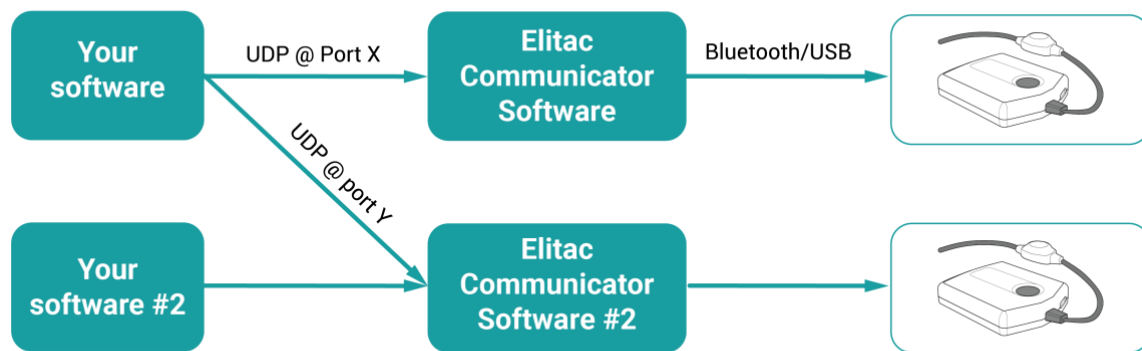 Your
software
UDP @ Port X
Elitac
Communicator
Software
Bluetooth/USB
UDP @ port Y
Your
software #2
Elitac
Communicator
Software #2